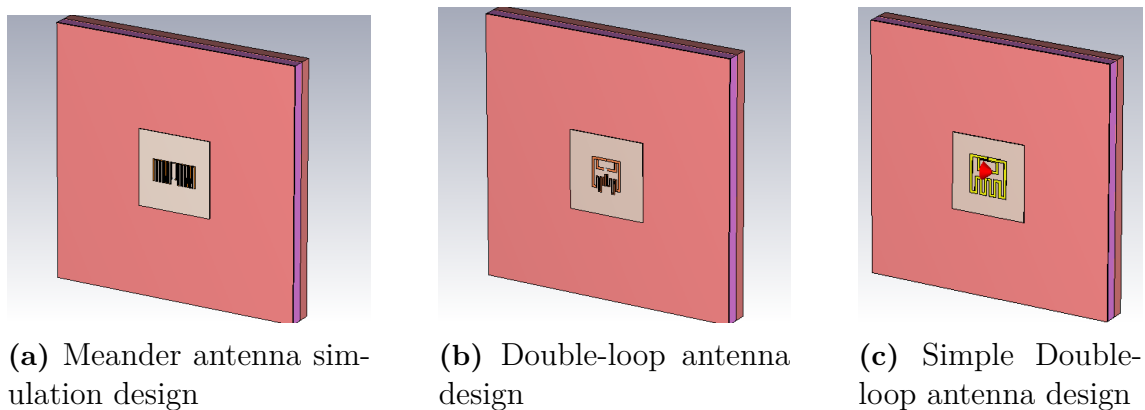 (a) Meander antenna sim-
ulation design
(b) Double-loop antenna
design
(c) Simple Double-
loop antenna design